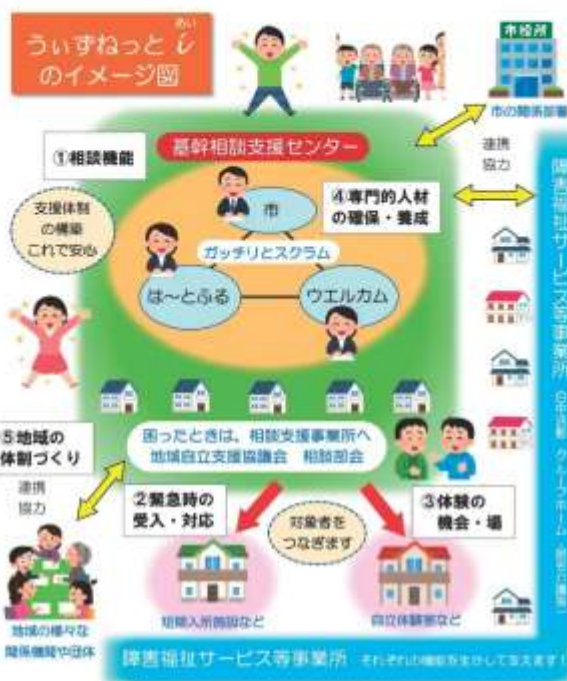 うぃずねっと i
めい
のイメージ図
市役所
市の関係部署
連携
協力
①相談機能
基幹相談支援センター
支援体制
の構築
これで安心
市
④専門的人材
の確保・養成
ガッチリとスクラム
は～とふる
ウエルカム
困ったときは、相談支援事業所へ
地域自立支援協議会 相談部会
⑤地域の
体制づくり
連携
協力
②緊急時の
受入・対応
対象者を
つなぎます
③体験の
機会・場
地域の様々な
関係機関や団体
短期入所施設など
自立体験室など
障害福祉サービス等事業所
障害福祉サービス等事業所 それぞれの機能を生かして支えます！